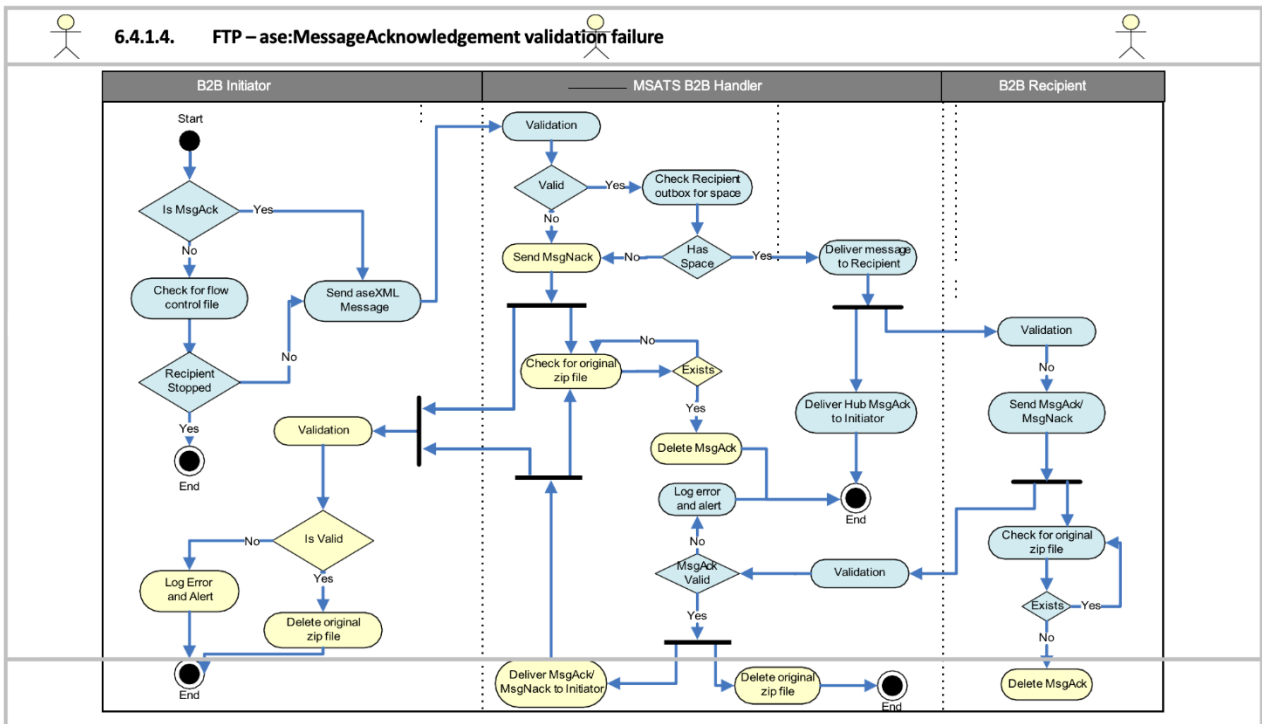 6.4.1.4. FTP – ase:MessageAcknowledgement validation failure
B2B Initiator
MSATS B2B Handler
B2B Recipient
Start
Is MsgAck
Yes
No
Check for flow
control file
Send aseXML
Message
Recipient
Stopped
No
Yes
End
Validation
Is Valid
No
Yes
Log Error
and Alert
Delete original
zip file
End
Validation
Valid
Yes
Check Recipient
outbox for space
No
Send MsgNack
No
Has
Space
Yes
Deliver message
to Recipient
No
Check for original
zip file
Exists
Yes
Delete MsgAck
Deliver Hub MsgAck
to Initiator
Log error
and alert
End
No
MsgAck
Valid
Validation
Yes
Deliver MsgAck/
MsgNack to Initiator
Delete original
zip file
End
Validation
No
Send MsgAck/
MsgNack
Check for original
zip file
Exists
Yes
No
Delete MsgAck